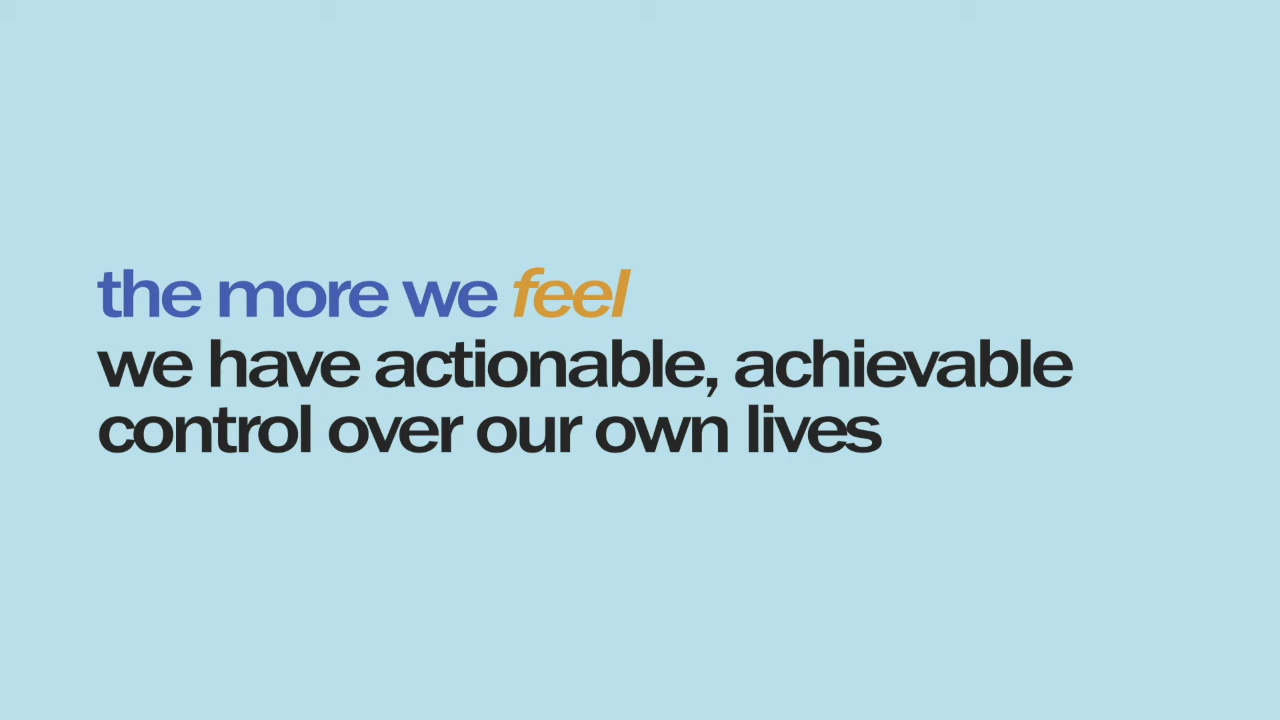 the more we feel
we have actionable, achievable
control over our own lives